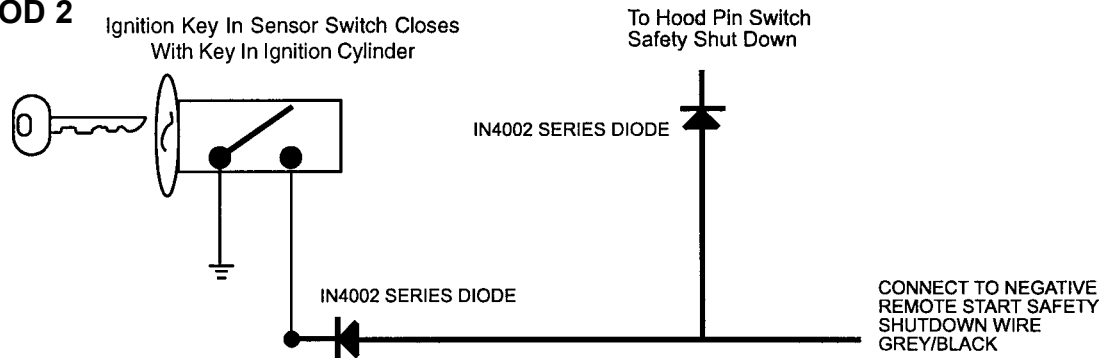 OD 2
Ignition Key In Sensor Switch Closes
With Key In Ignition Cylinder
To Hood Pin Switch
Safety Shut Down
IN4002 SERIES DIODE
IN4002 SERIES DIODE
CONNECT TO NEGATIVE
REMOTE START SAFETY
SHUTDOWN WIRE
GREY/BLACK